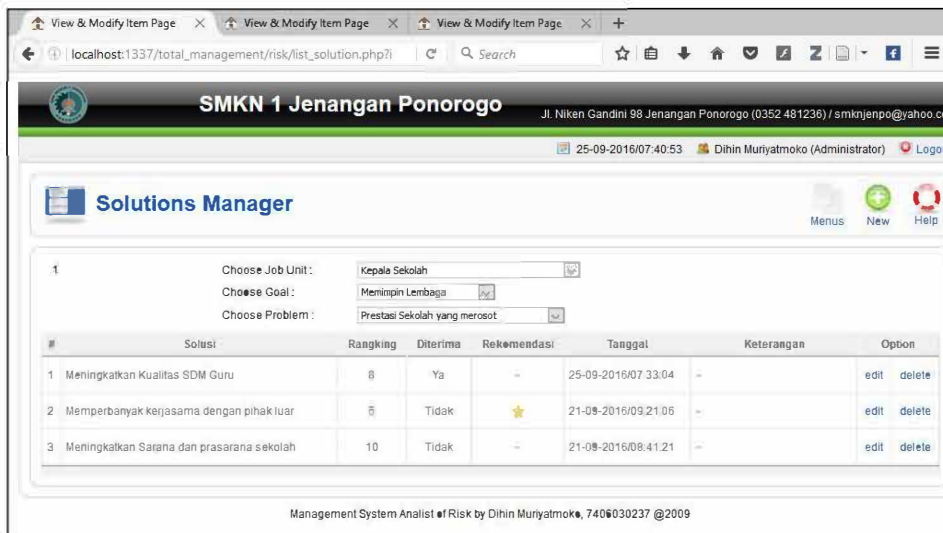 View & Modify Item Page View & Modify Item Page View & Modify Item Page
localhost:1337/total_management/risk/list_solution.php?i Search
SMKN 1 Jenangan Ponorogo Jl. Niken Gandini 98 Jenangan Ponorogo (0352 481236) / smknjenpo@yahoo.co
25-09-2016/07:40:53 Dihin Muriyatmoko (Administrator) Logo
Solutions Manager
Menus New Help
1 Choose Job Unit : Kepala Sekolah
Choose Goal : Memimpin Lembaga
Choose Problem : Prestasi Sekolah yang merosot
# Solusi Rangking Diterima Rekomendasi Tanggal Keterangan Option
1 Meningkatkan Kualitas SDM Guru 8 Ya - 25-09-2016/07:33:04 - edit delete
2 Memperbanyak kerjasama dengan pihak luar Tidak 21-09-2016/09:21:06 - edit delete
3 Meningkatkan Sarana dan prasarana sekolah 10 Tidak - 21-09-2016/08:41:21 - edit delete
Management System Analist of Risk by Dihin Muriyatmoko, 7406030237 @2009